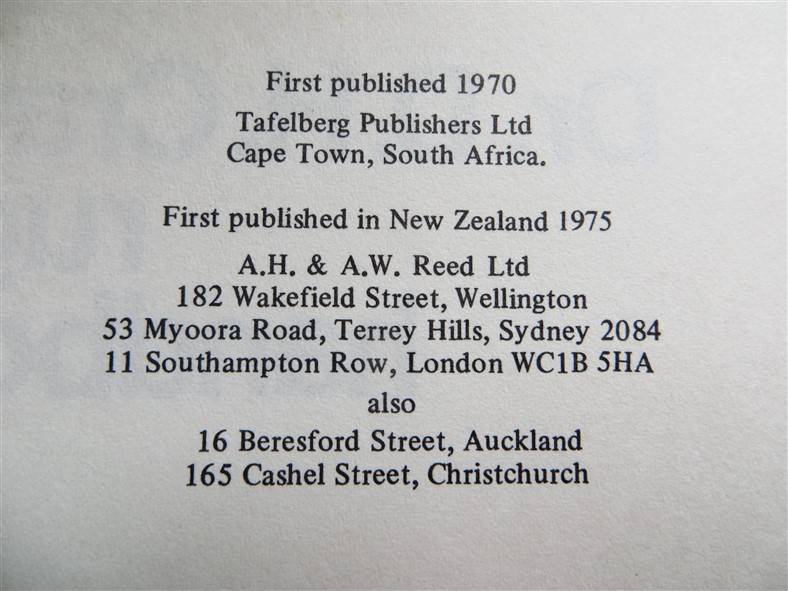 First published 1970
Tafelberg Publishers Ltd
Cape Town, South Africa.
First published in New Zealand 1975
A.H. & A.W. Reed Ltd
182 Wakefield Street, Wellington
53 Myoora Road, Terrey Hills, Sydney 2084
11 Southampton Row, London WC1B 5HA
also
16 Beresford Street, Auckland
165 Cashel Street, Christchurch